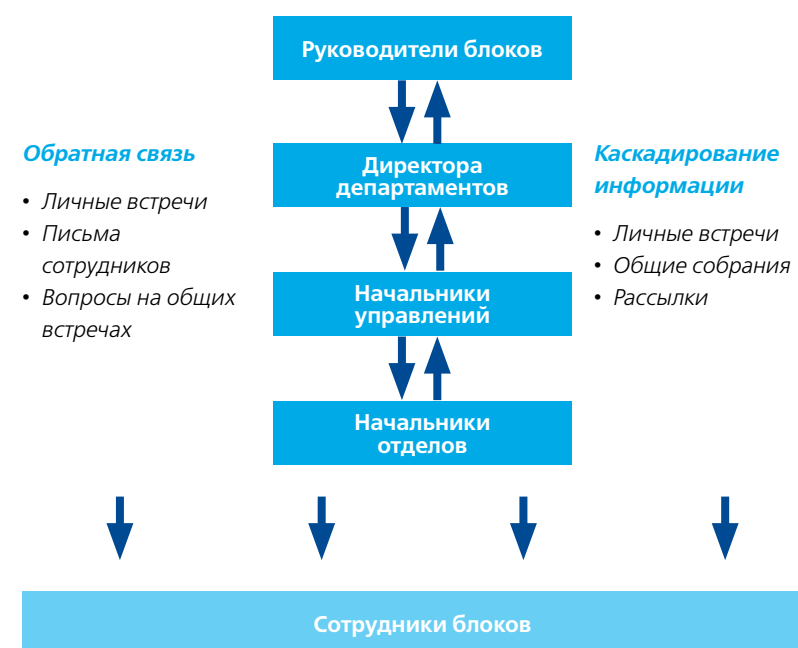 Руководители блоков
Обратная связь
• Личные встречи
• Письма
сотрудников
• Вопросы на общих
встречах
Директора
департаментов
Начальники
управлений
Начальники
отделов
Каскадирование
информации
• Личные встречи
• Общие собрания
• Рассылки
Сотрудники блоков